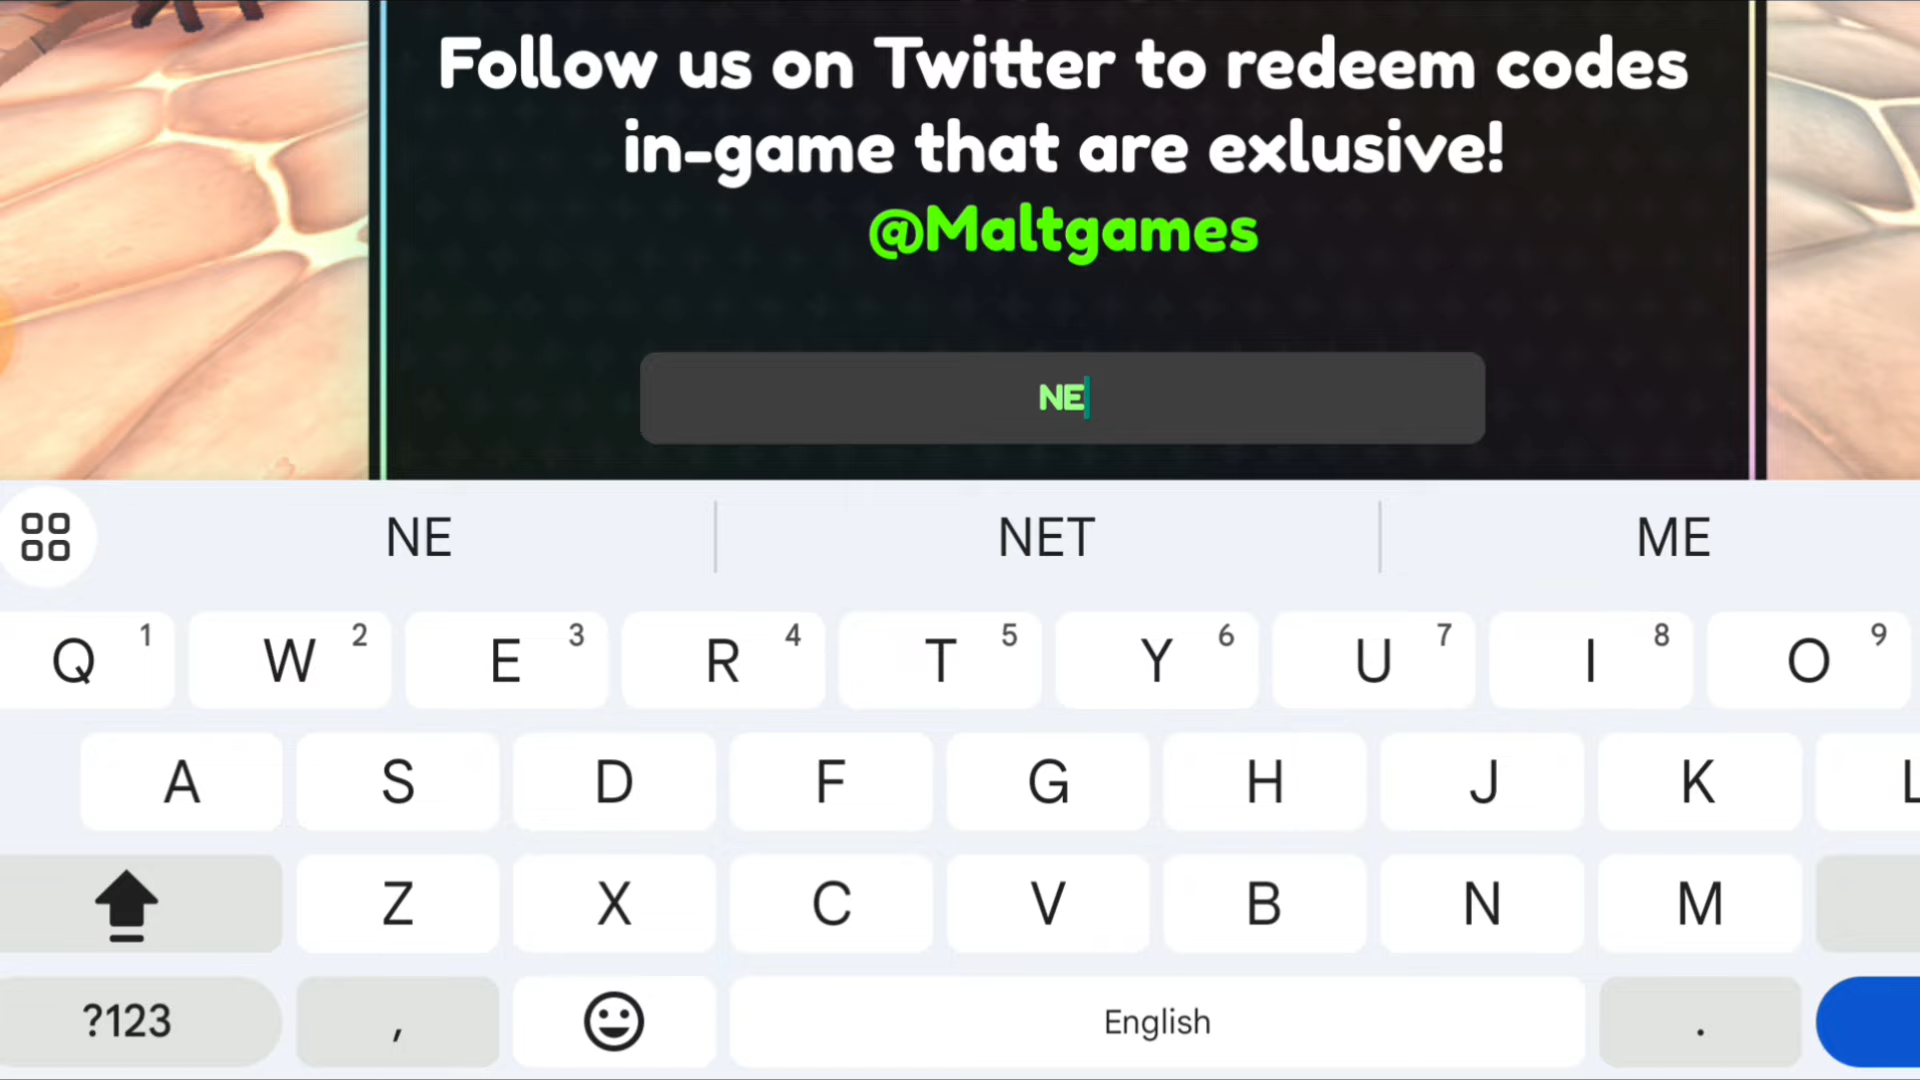 Follow us on Twitter to redeem codes
in-game that are exlusive!
@Maltgames
NE
NE NET ME
Q 1 W 2 E 3 R 4 T 5 Y 6 U 7 I 8 O 9
A S D F G H J K L
Z X C V B N M
?123 , English .